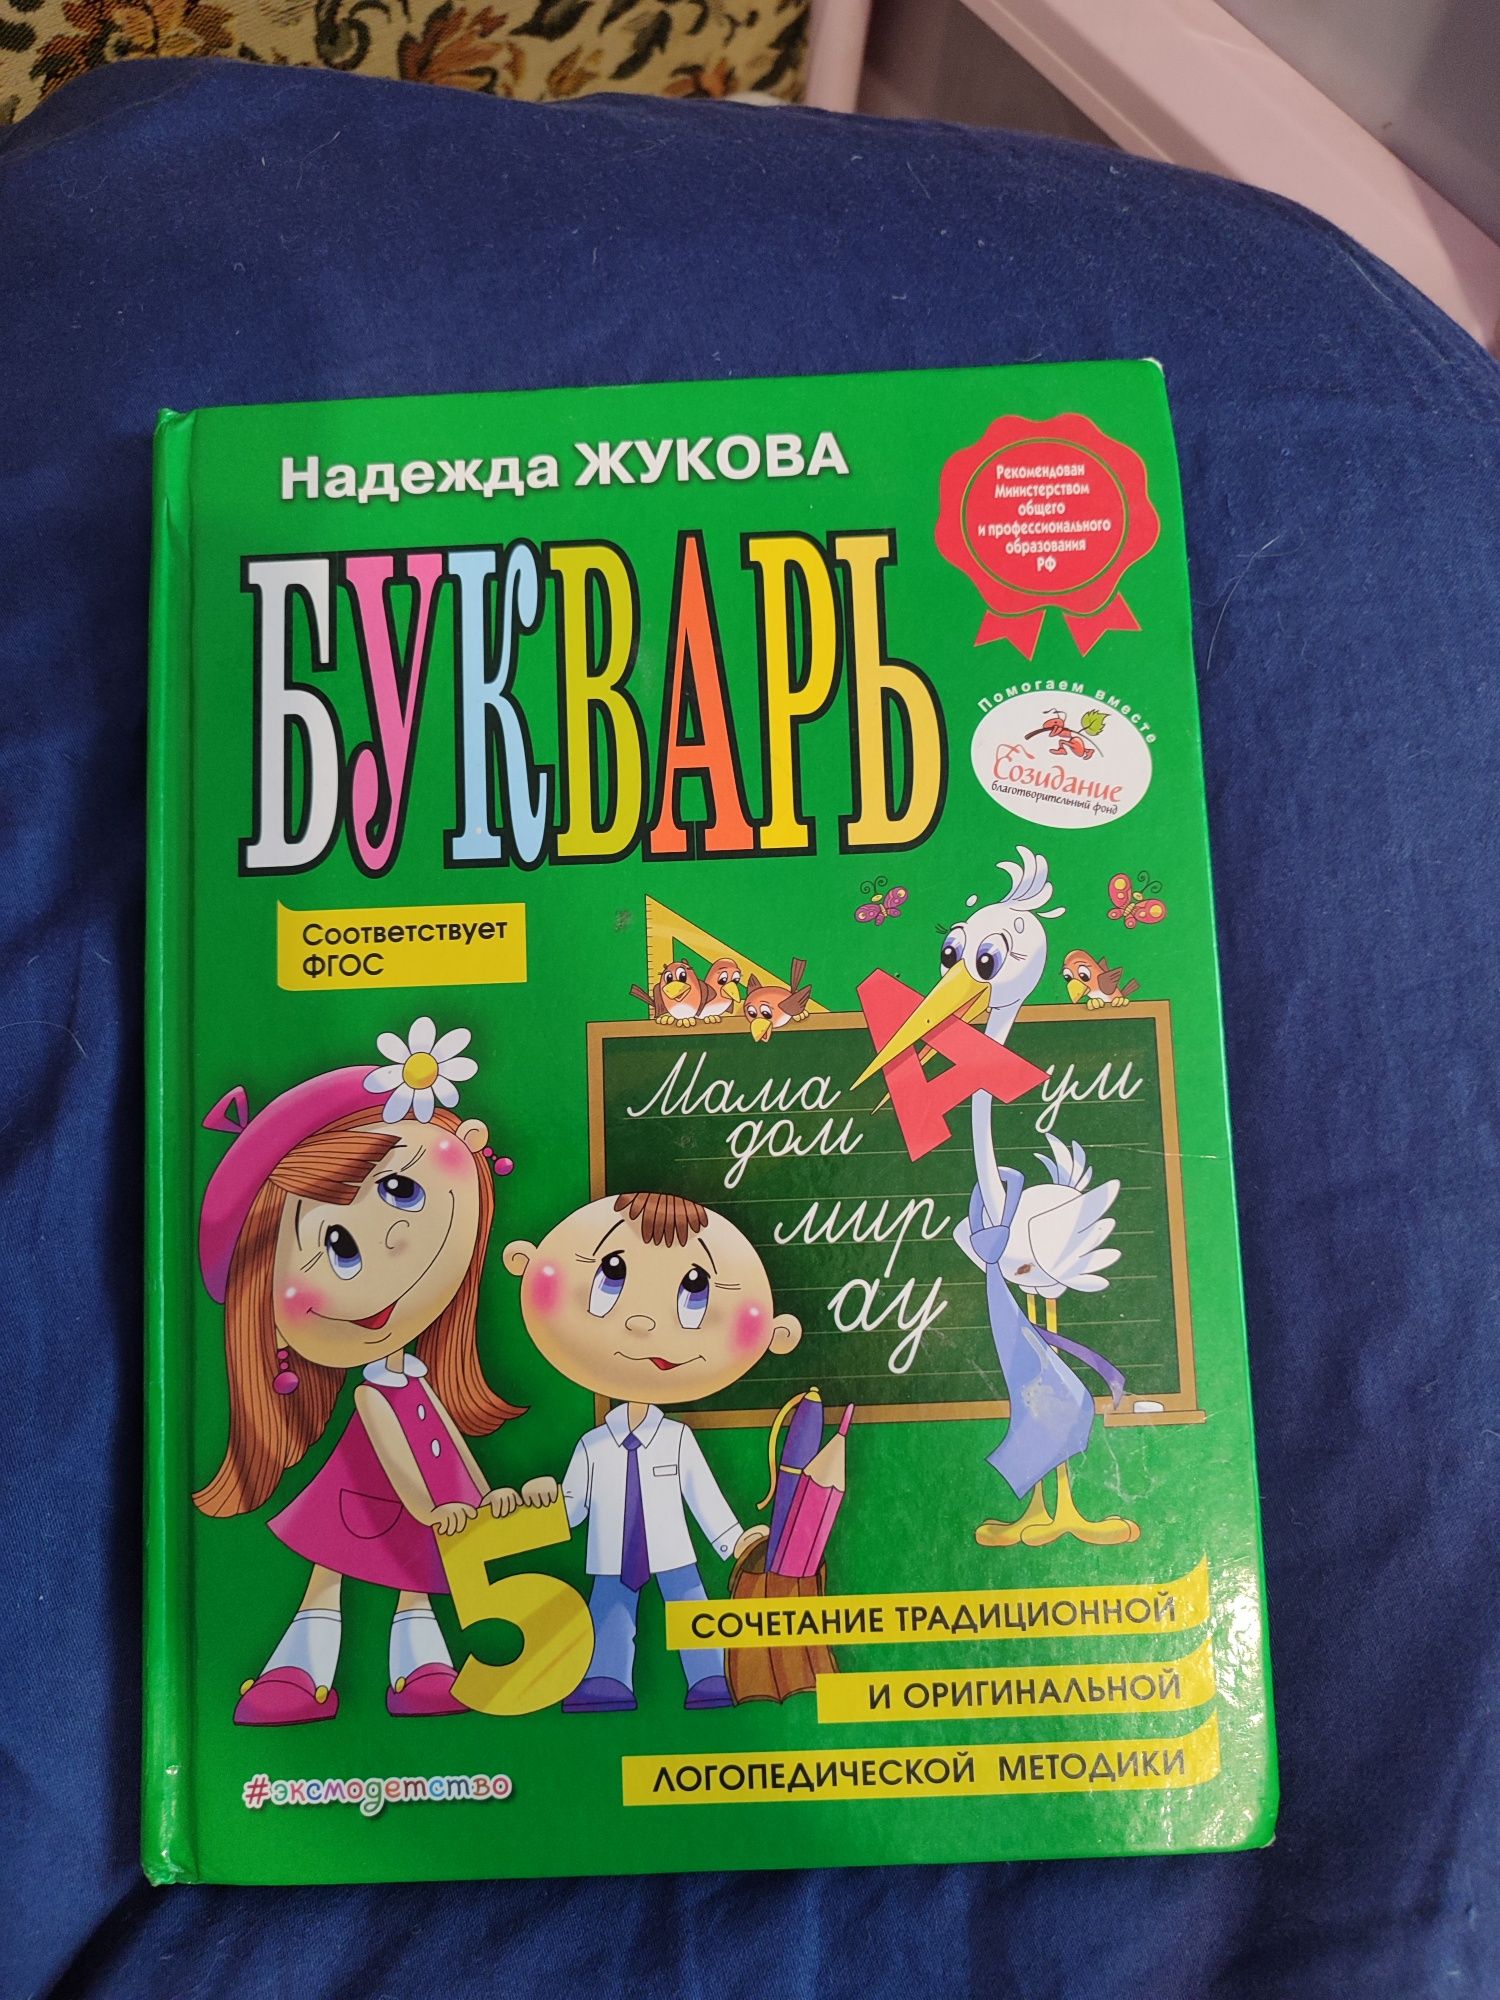 Надежда ЖУКОВА
Рекомендован
Министерством
общего
и профессионального
образования
РФ
БУКВАРЬ
Помогаем вместе
Созидание
благотворительный фонд
Соответствует
ФГОС
А
Мама
ум
дом
мир
ау
5
СОЧЕТАНИЕ ТРАДИЦИОННОЙ
И ОРИГИНАЛЬНОЙ
ЛОГОПЕДИЧЕСКОЙ МЕТОДИКИ
#эксмодетство